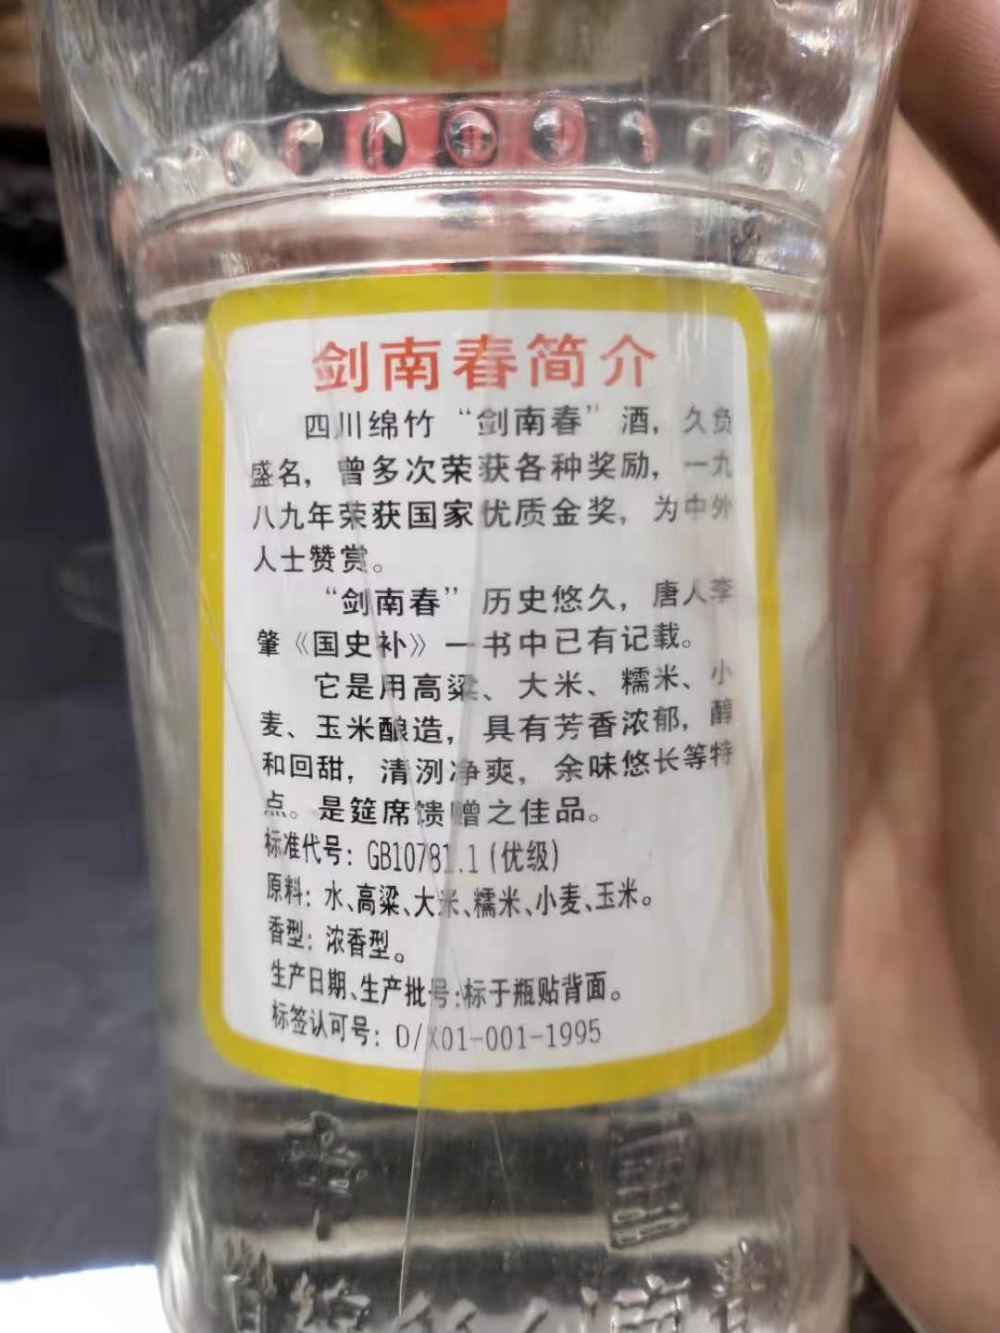 剑南春简介
四川绵竹“剑南春”酒，久负
盛名，曾多次荣获各种奖励，一九
八九年荣获国家优质金奖，为中外
人士赞赏。
“剑南春”历史悠久，唐人李
肇《国史补》一书中已有记载。
它是用高粱、大米、糯米、小
麦、玉米酿造，具有芳香浓郁，醇
和回甜，清洌净爽，余味悠长等特
点。是筵席馈赠之佳品。
标准代号：GB10781.1(优级)
原料：水、高粱、大米、糯米、小麦、玉米。
香型：浓香型。
生产日期、生产批号：标于瓶贴背面。
标签认可号：D/X01-001-1995
中国